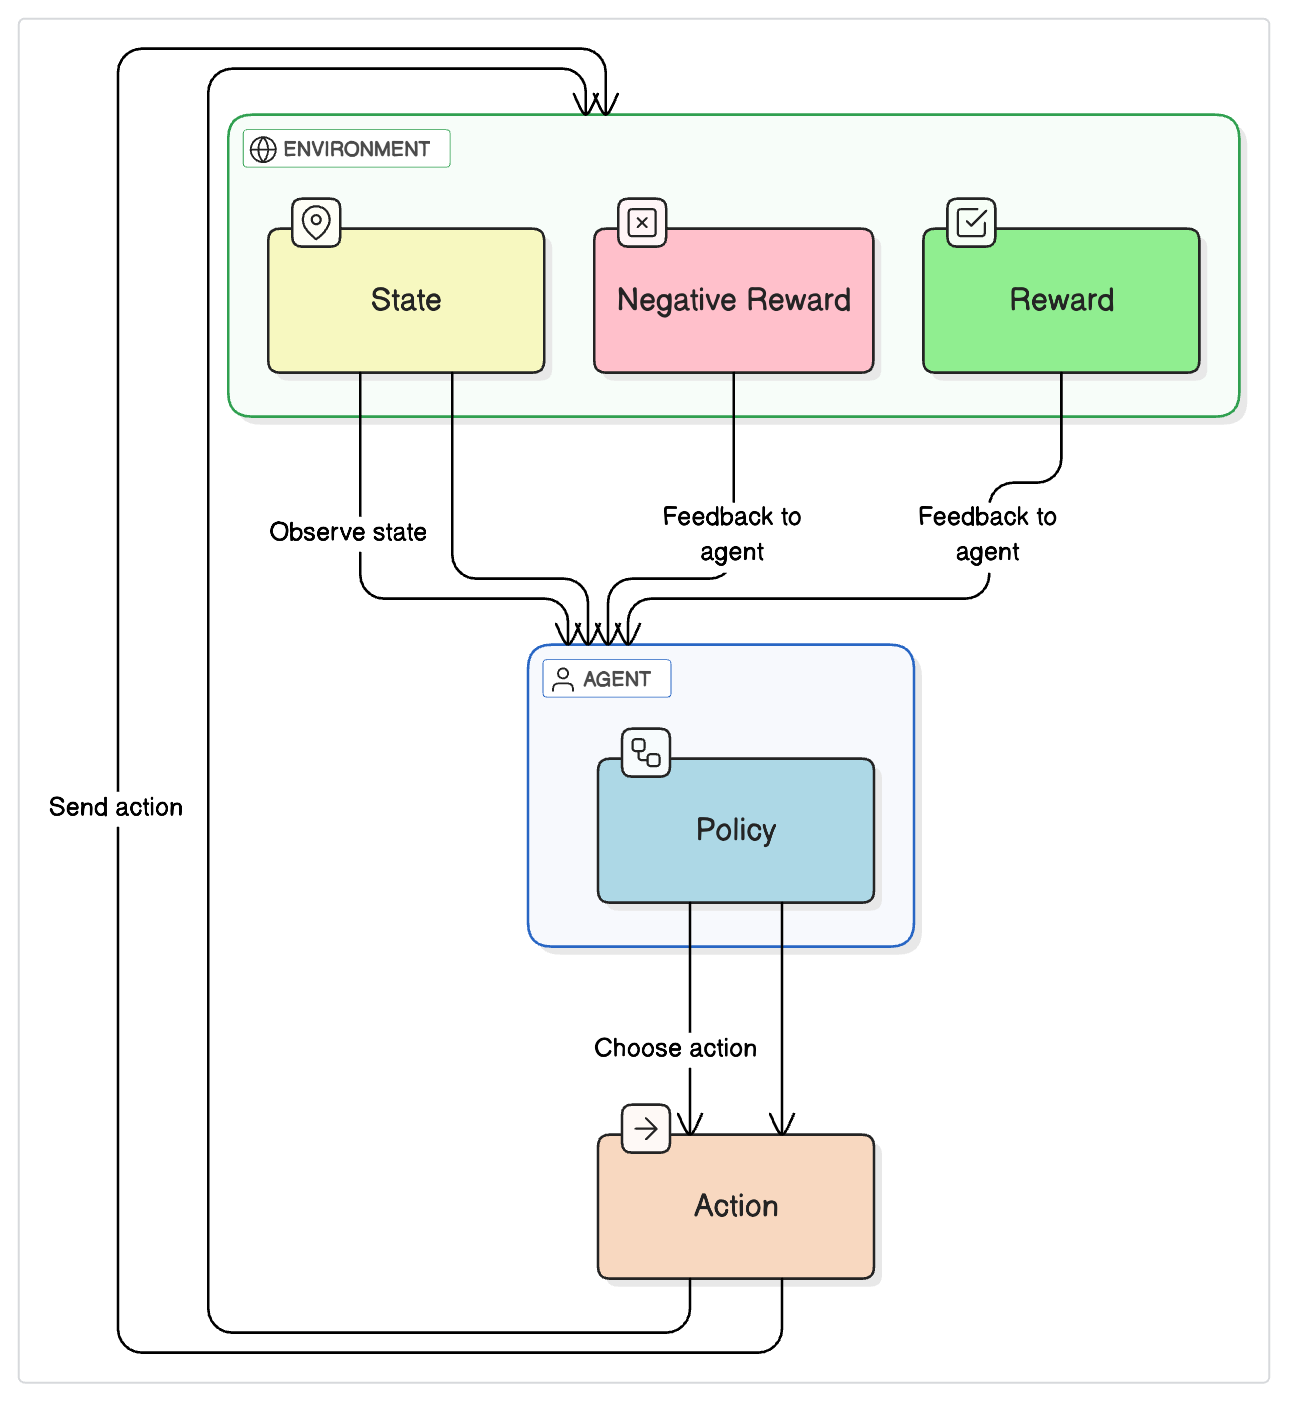 ENVIRONMENT
State
Negative Reward
Reward
Observe state
Feedback to
agent
Feedback to
agent
AGENT
Policy
Send action
Choose action
Action